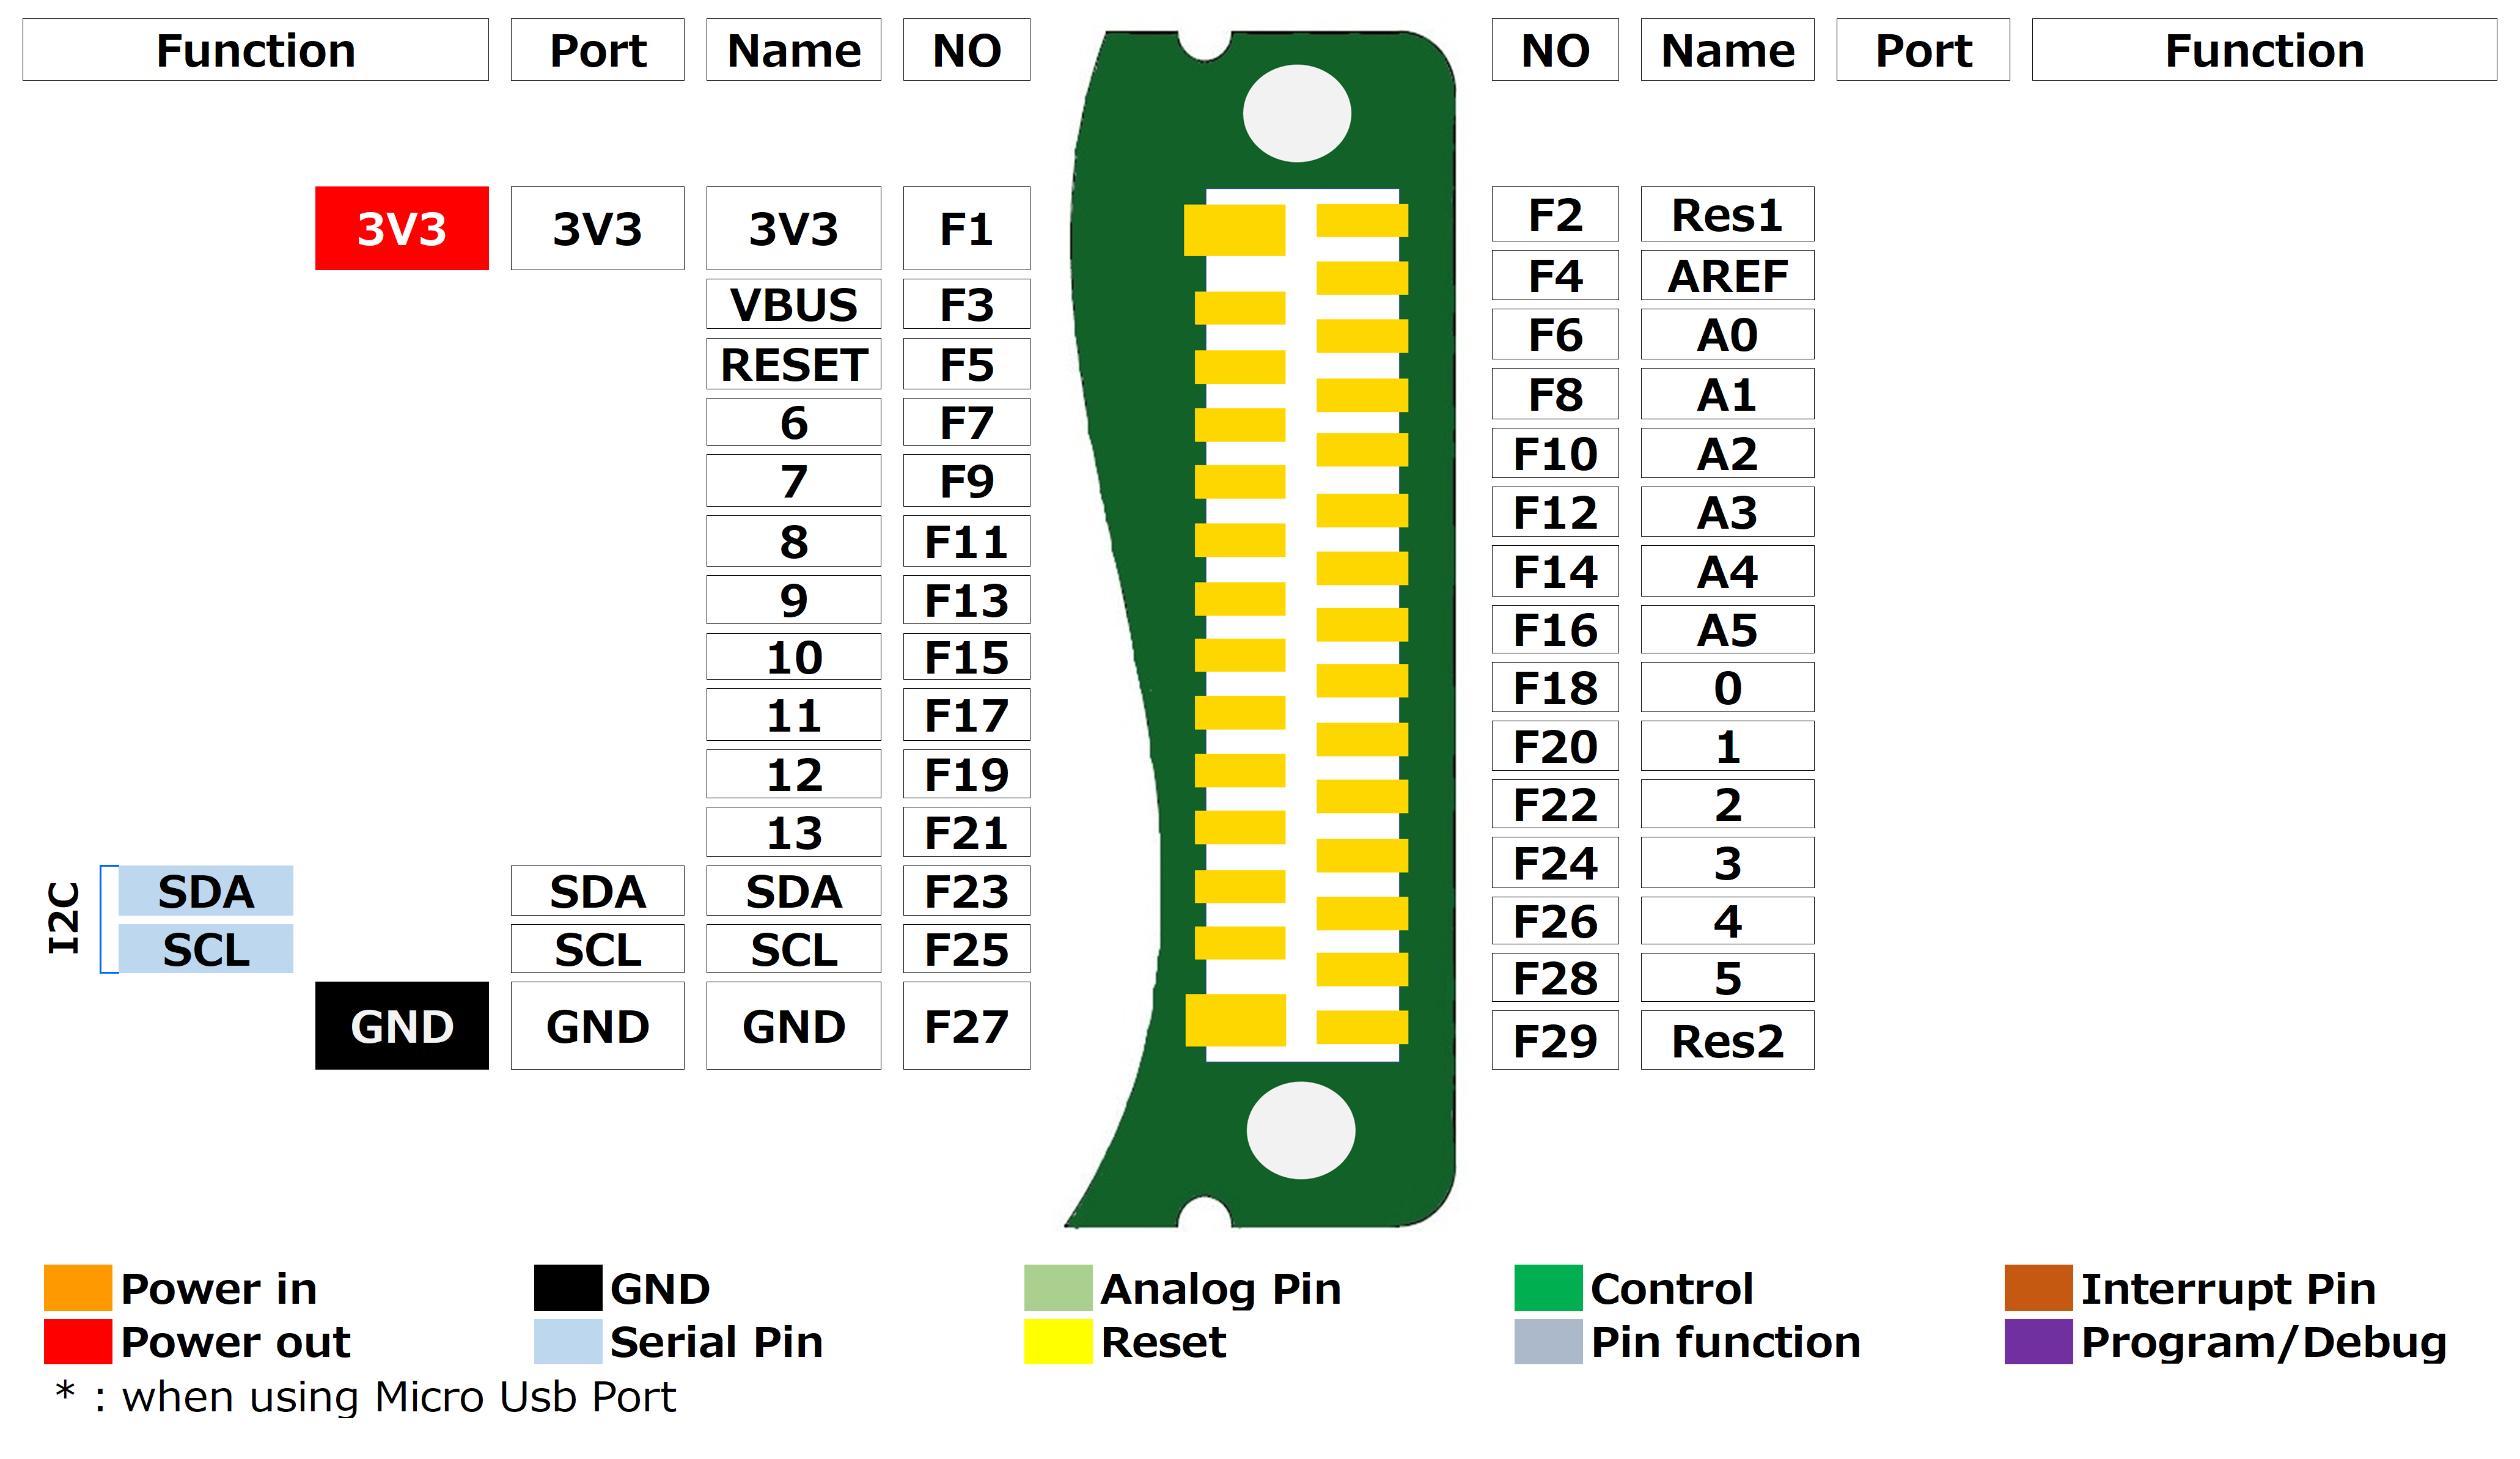 Function Port Name NO NO Name Port Function
3V3 3V3 3V3 F1 F2 Res1
VBUS F3 F4 AREF
RESET F5 F6 A0
6 F7 F8 A1
7 F9 F10 A2
8 F11 F12 A3
9 F13 F14 A4
10 F15 F16 A5
11 F17 F18 0
12 F19 F20 1
13 F21 F22 2
I2C SDA SDA SDA F23 F24 3
SCL SCL SCL F25 F26 4
GND GND GND F27 F28 5
F29 Res2
Power in GND Analog Pin Control Interrupt Pin
Power out Serial Pin Reset Pin function Program/Debug
* : when using Micro Usb Port